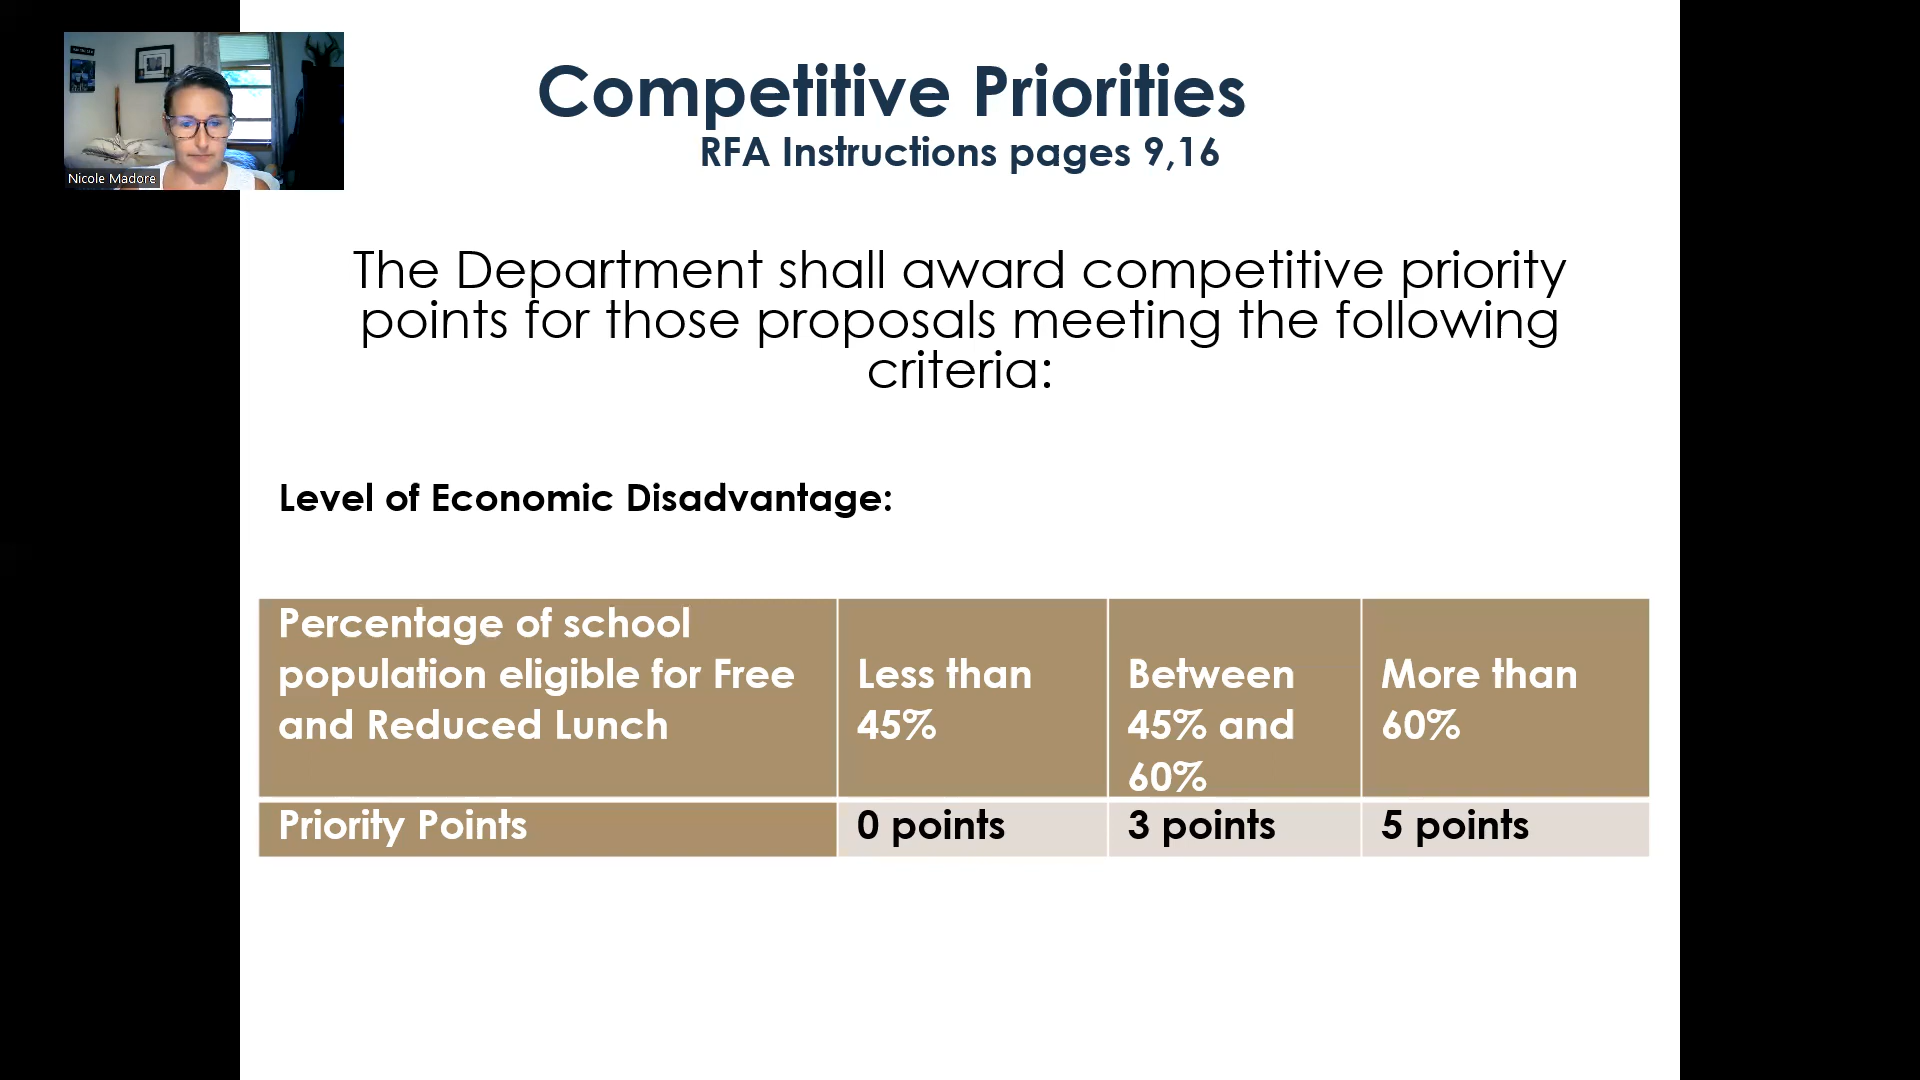 Nicole Madore
Competitive Priorities
RFA Instructions pages 9,16
The Department shall award competitive priority
points for those proposals meeting the following
criteria:
Level of Economic Disadvantage:
Percentage of school
population eligible for Free
and Reduced Lunch
Less than
45%
Between
45% and
60%
More than
60%
Priority Points
0 points
3 points
5 points